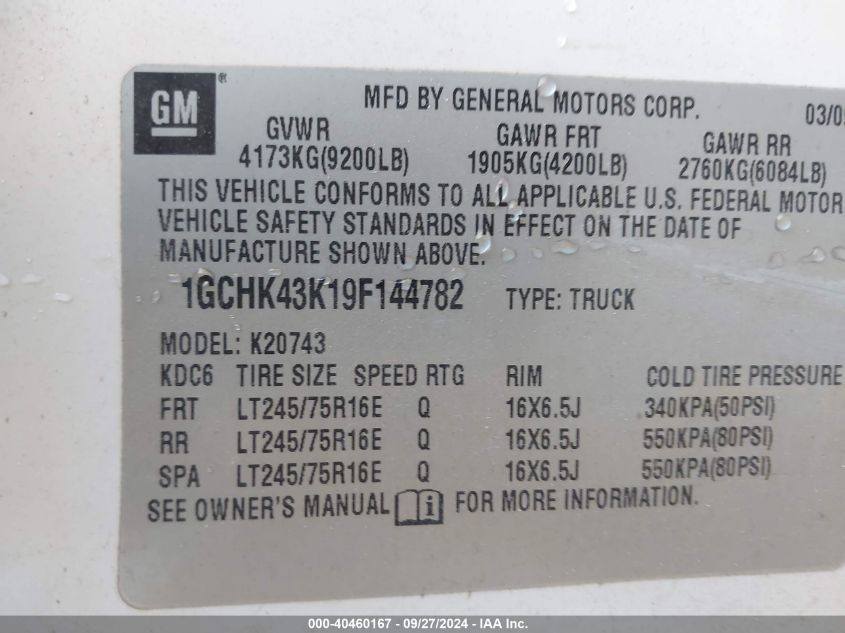 GM ®
MFD BY GENERAL MOTORS CORP. 03/0
GVWR GAWR FRT GAWR RR
4173KG(9200LB) 1905KG(4200LB) 2760KG(6084LB)
THIS VEHICLE CONFORMS TO ALL APPLICABLE U.S. FEDERAL MOTOR
VEHICLE SAFETY STANDARDS IN EFFECT ON THE DATE OF
MANUFACTURE SHOWN ABOVE.
1GCHK43K19F144782 TYPE: TRUCK
MODEL: K20743
KDC6 TIRE SIZE SPEED RTG RIM COLD TIRE PRESSURE
FRT LT245/75R16E Q 16X6.5J 340KPA(50PSI)
RR LT245/75R16E Q 16X6.5J 550KPA(80PSI)
SPA LT245/75R16E Q 16X6.5J 550KPA(80PSI)
SEE OWNER'S MANUAL i FOR MORE INFORMATION.
000-40460167 - 09/27/2024 - IAA Inc.